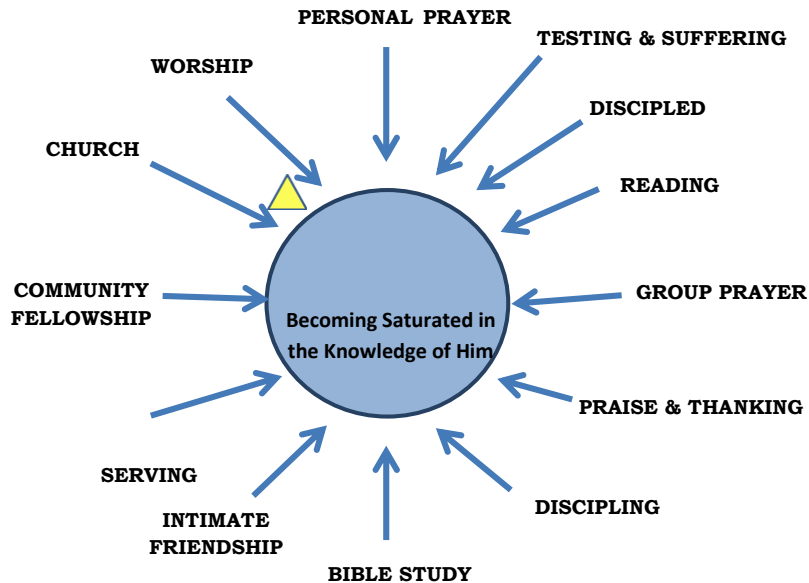 PERSONAL PRAYER
TESTING & SUFFERING
WORSHIP
DISCIPLED
CHURCH
READING
COMMUNITY
FELLOWSHIP
GROUP PRAYER
Becoming Saturated in
the Knowledge of Him
PRAISE & THANKING
SERVING
DISCIPLING
INTIMATE
FRIENDSHIP
BIBLE STUDY